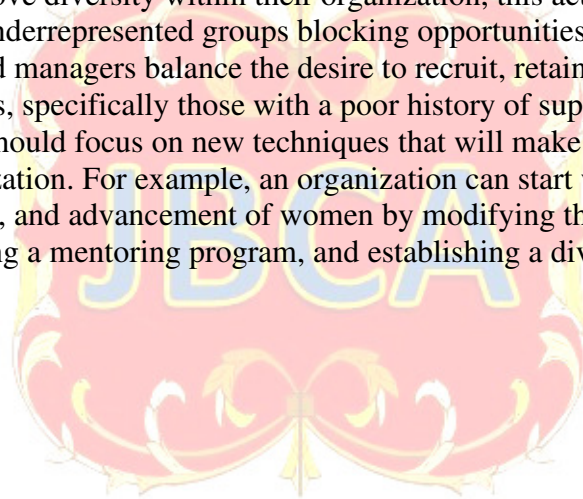 ove diversity within their organization, this ac
nderrepresented groups blocking opportunities
d managers balance the desire to recruit, retain
s, specifically those with a poor history of sup
hould focus on new techniques that will make
zation. For example, an organization can start
, and advancement of women by modifying th
ng a mentoring program, and establishing a di
JBCA